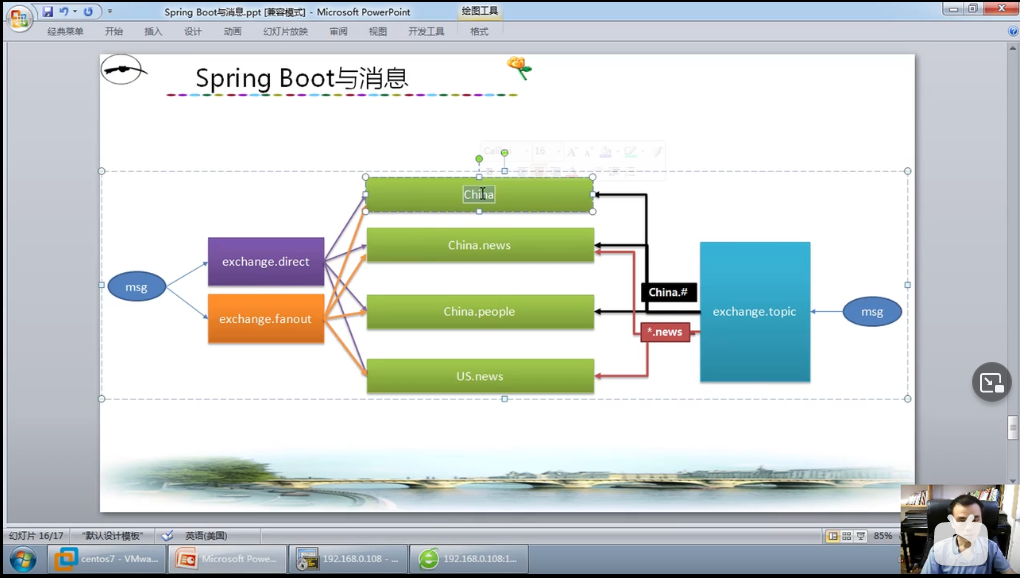 Spring Boot与消息.ppt [兼容模式] - Microsoft PowerPoint
绘图工具
经典菜单 开始 插入 设计 动画 幻灯片放映 审阅 视图 开发工具 格式
Spring Boot与消息
16
China
China.news
exchange.direct
msg
China.#
exchange.fanout
China.people
exchange.topic
msg
*.news
US.news
幻灯片 16/17 "默认设计模板" 英语(美国) 85%
centos7 - VMwa...
Microsoft Powe...
192.168.0.108 - ...
192.168.0.108:1...